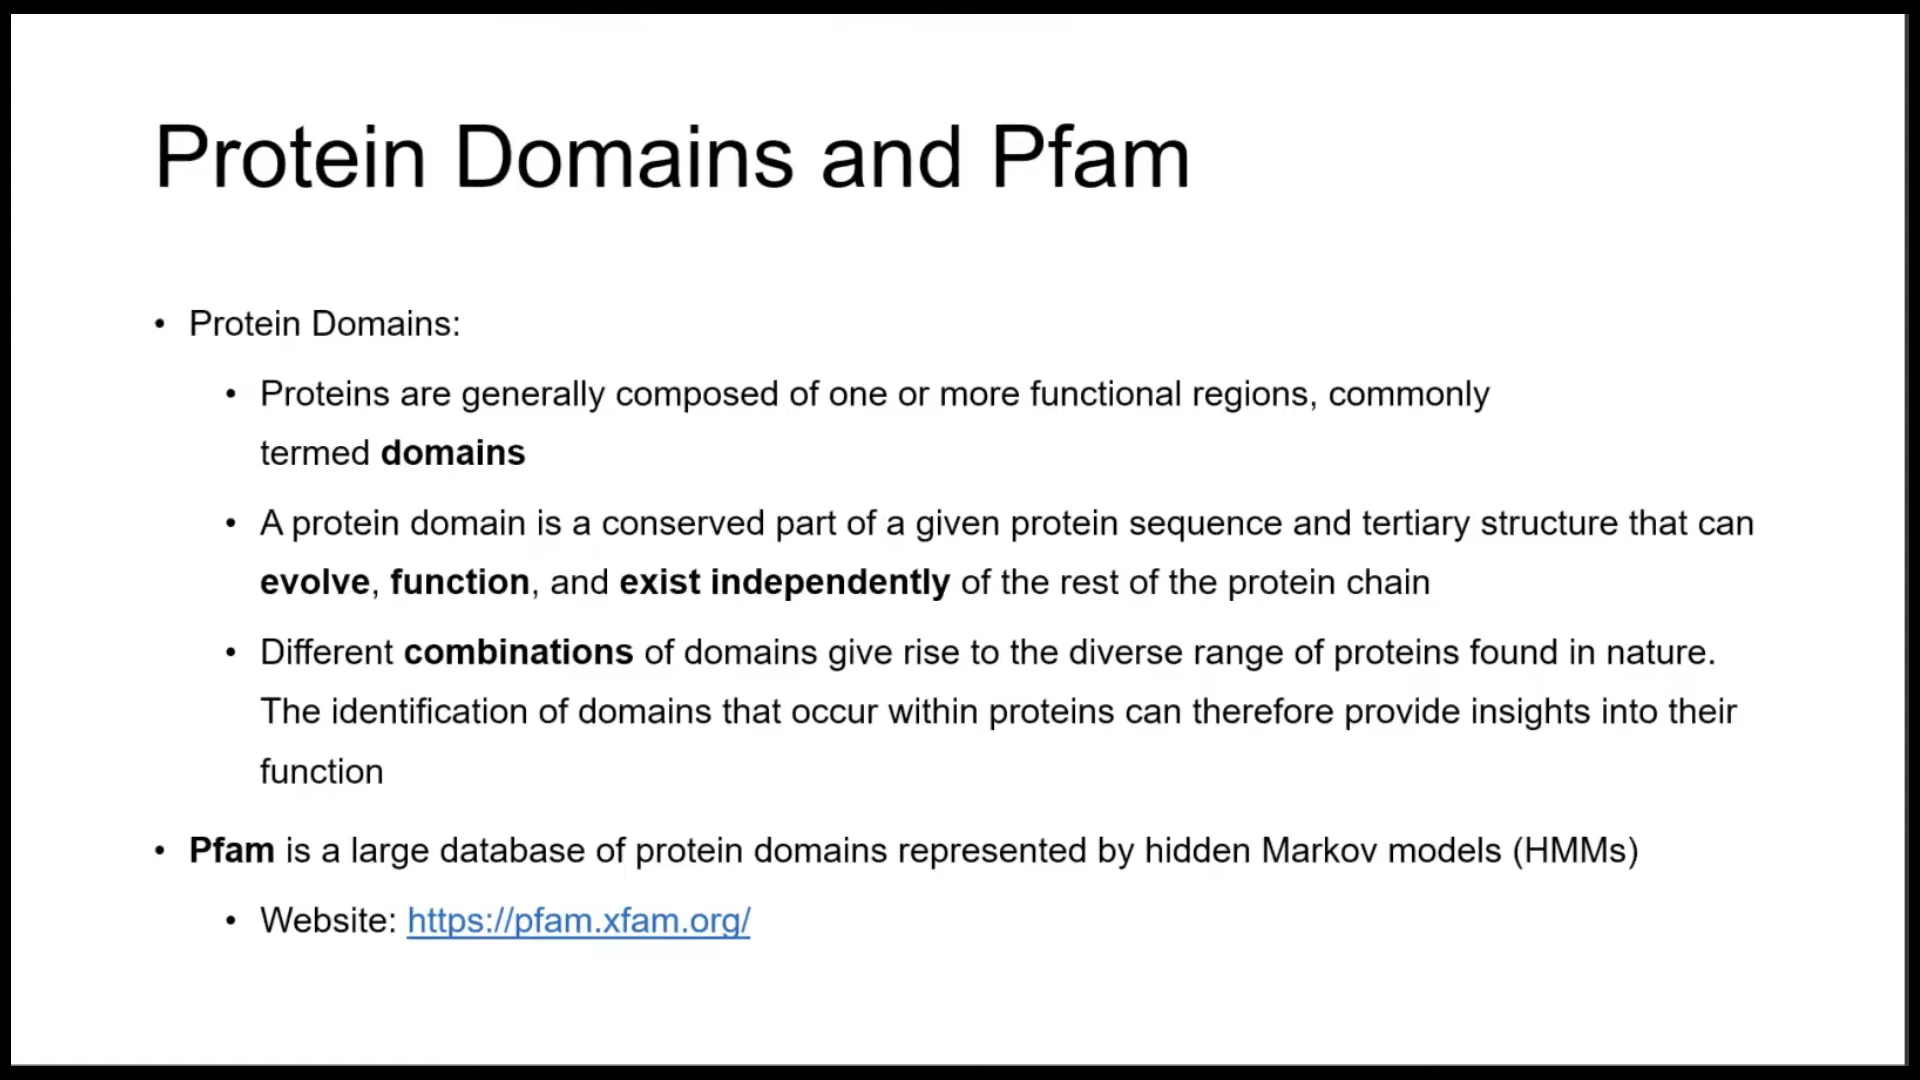 Protein Domains and Pfam
• Protein Domains:
• Proteins are generally composed of one or more functional regions, commonly
termed domains
• A protein domain is a conserved part of a given protein sequence and tertiary structure that can
evolve, function, and exist independently of the rest of the protein chain
• Different combinations of domains give rise to the diverse range of proteins found in nature.
The identification of domains that occur within proteins can therefore provide insights into their
function
• Pfam is a large database of protein domains represented by hidden Markov models (HMMs)
• Website: https://pfam.xfam.org/